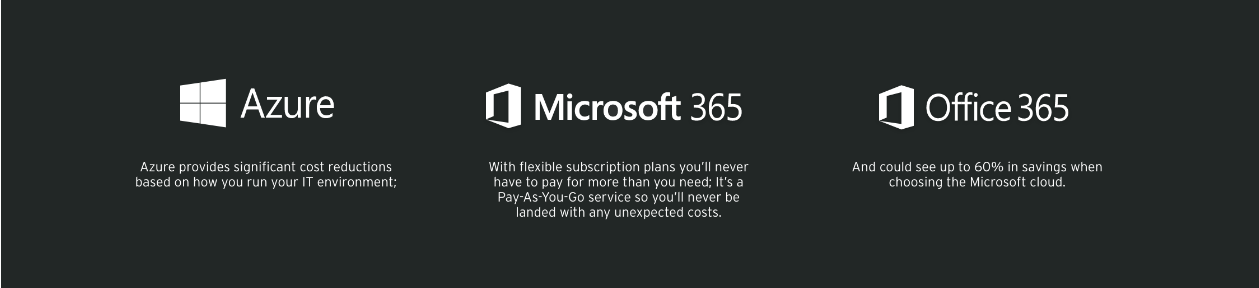 Azure
Azure provides significant cost reductions
based on how you run your IT environment;
Microsoft 365
With flexible subscription plans you'll never
have to pay for more than you need; It's a
Pay-As-You-Go service so you'll never be
landed with any unexpected costs.
Office 365
And could see up to 60% in savings when
choosing the Microsoft cloud.